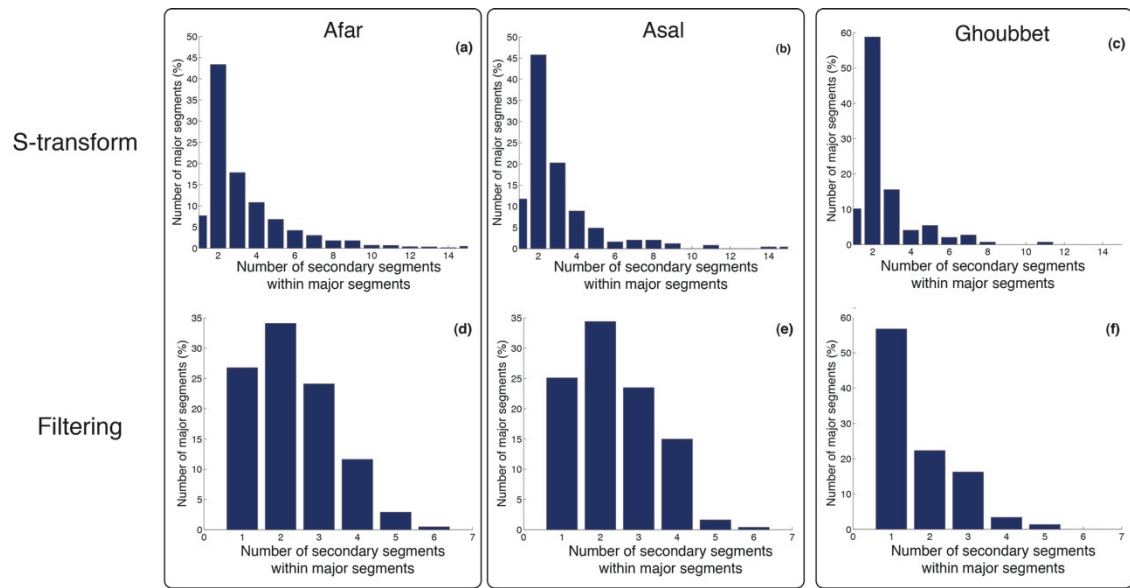 Afar
Asal
Ghoubbet
S-transform
Number of major segments (%)
50
45
40
35
30
25
20
15
10
5
0
(a)
2 4 6 8 10 12 14
Number of secondary segments
within major segments
Number of major segments (%)
50
45
40
35
30
25
20
15
10
5
0
(b)
2 4 6 8 10 12 14
Number of secondary segments
within major segments
Number of major segments (%)
60
50
40
30
20
10
0
(c)
2 4 6 8 10 12 14
Number of secondary segments
within major segments
Filtering
Number of major segments (%)
35
30
25
20
15
10
5
0
(d)
0 1 2 3 4 5 6 7
Number of secondary segments
within major segments
Number of major segments (%)
35
30
25
20
15
10
5
0
(e)
0 1 2 3 4 5 6 7
Number of secondary segments
within major segments
Number of major segments (%)
60
50
40
30
20
10
0
(f)
0 1 2 3 4 5 6 7
Number of secondary segments
within major segments